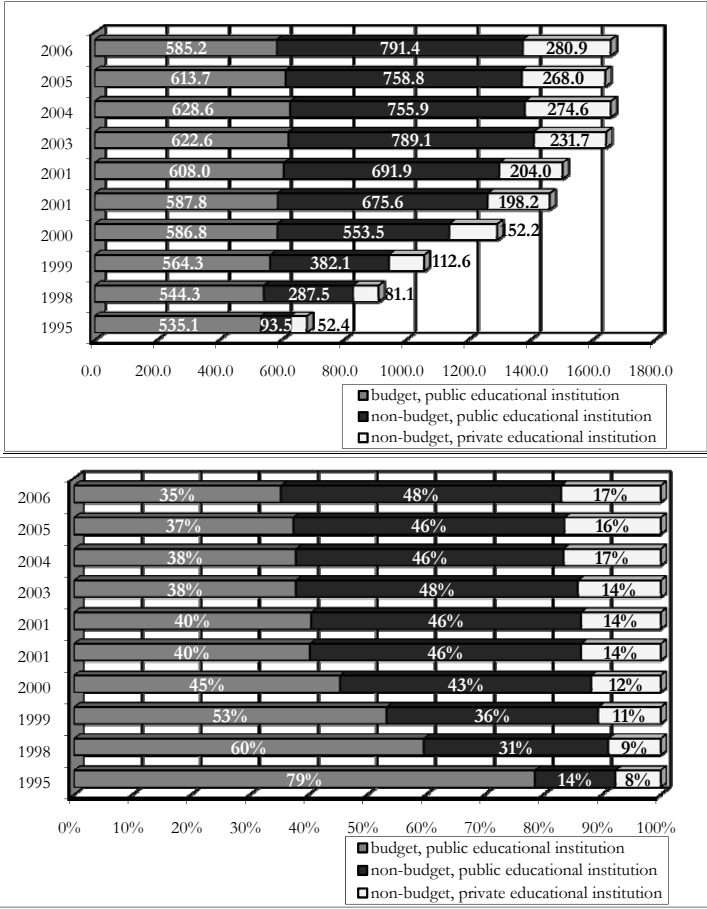 2006 585.2 791.4 280.9
2005 613.7 758.8 268.0
2004 628.6 755.9 274.6
2003 622.6 789.1 231.7
2001 608.0 691.9 204.0
2001 587.8 675.6 198.2
2000 586.8 553.5 152.2
1999 564.3 382.1 112.6
1998 544.3 287.5 81.1
1995 535.1 93.5 52.4
0.0 200.0 400.0 600.0 800.0 1000.0 1200.0 1400.0 1600.0 1800.0
budget, public educational institution
non-budget, public educational institution
non-budget, private educational institution
2006 35% 48% 17%
2005 37% 46% 16%
2004 38% 46% 17%
2003 38% 48% 14%
2001 40% 46% 14%
2001 40% 46% 14%
2000 45% 43% 12%
1999 53% 36% 11%
1998 60% 31% 9%
1995 79% 14% 8%
0% 10% 20% 30% 40% 50% 60% 70% 80% 90% 100%
budget, public educational institution
non-budget, public educational institution
non-budget, private educational institution